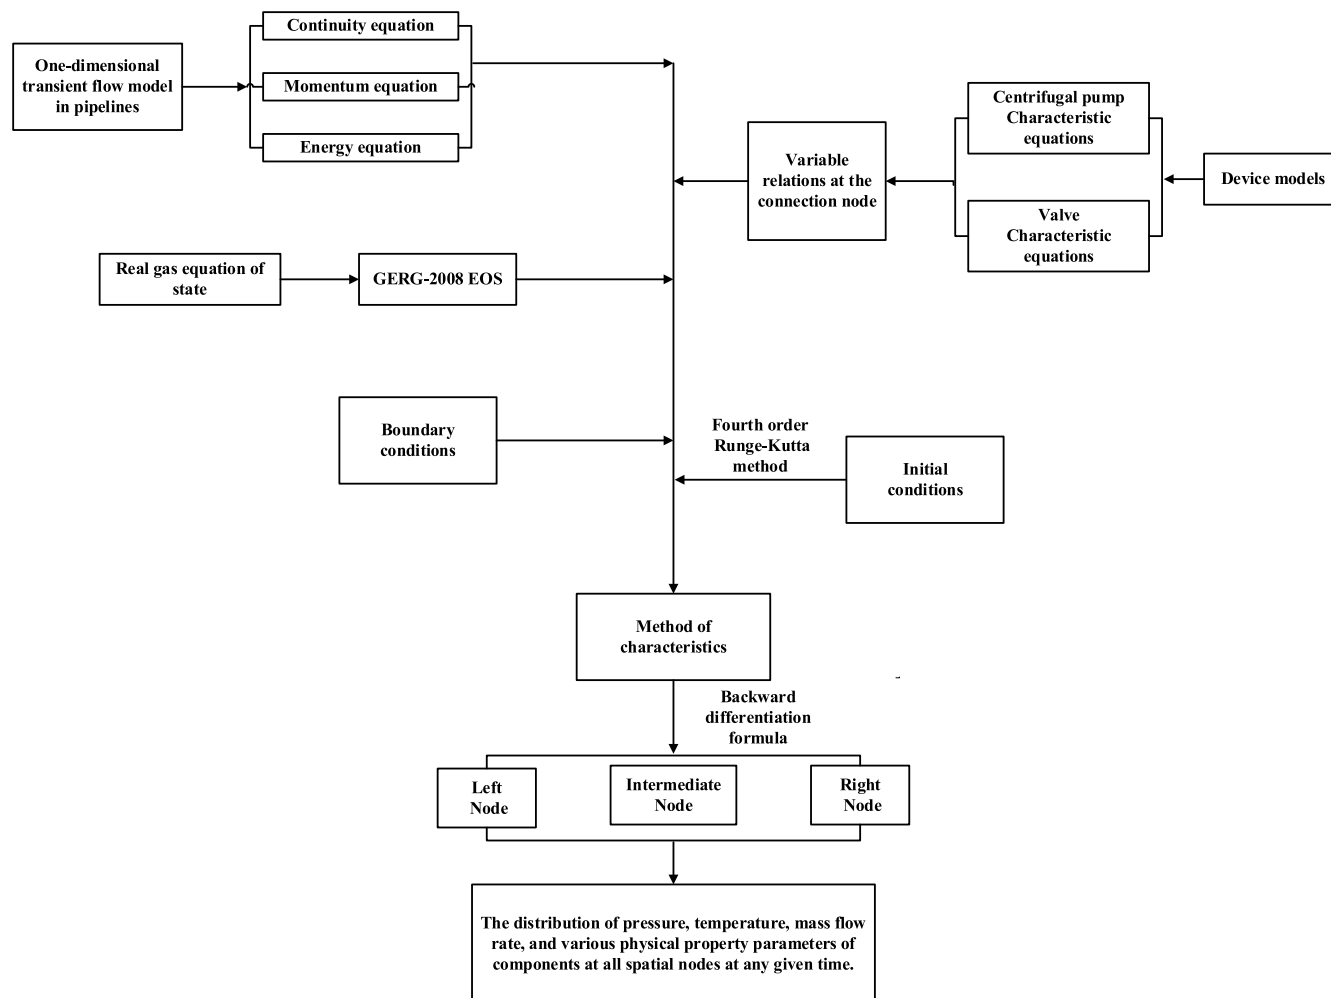 Continuity equation
One-dimensional
transient flow model
in pipelines
Momentum equation
Energy equation
Centrifugal pump
Characteristic
equations
Variable
relations at the
connection node
Device models
Valve
Characteristic
equations
Real gas equation of
state
GERG-2008 EOS
Boundary
conditions
Fourth order
Runge-Kutta
method
Initial
conditions
Method of
characteristics
Backward
differentiation
formula
Left
Node
Intermediate
Node
Right
Node
The distribution of pressure, temperature, mass flow
rate, and various physical property parameters of
components at all spatial nodes at any given time.